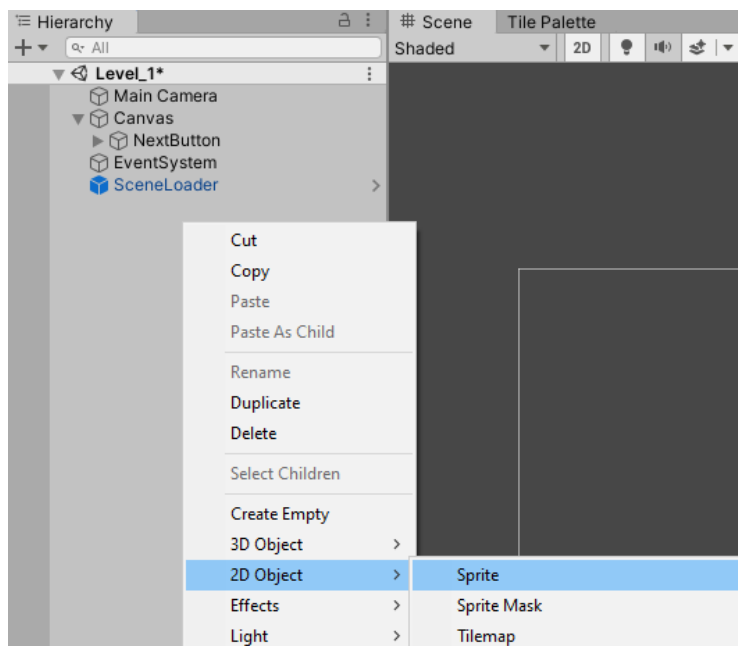 Hierarchy
# Scene
Tile Palette
All
Shaded
2D
Level_1*
Main Camera
Canvas
NextButton
EventSystem
SceneLoader
Cut
Copy
Paste
Paste As Child
Rename
Duplicate
Delete
Select Children
Create Empty
3D Object
2D Object
Sprite
Effects
Sprite Mask
Light
Tilemap